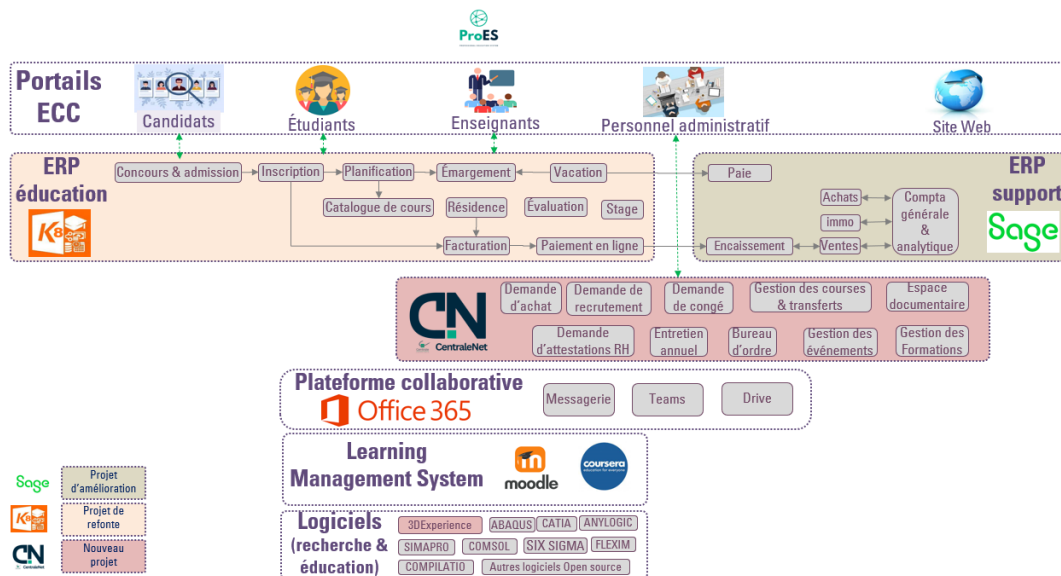 ProES
Portails
ECC
Candidats
Étudiants
Enseignants
Personnel administratif
Site Web
ERP
éducation
K8
Concours & admission
Inscription
Planification
Émargement
Vacation
Catalogue de cours
Résidence
Évaluation
Stage
Facturation
Paiement en ligne
Paie
Encaissement
Achats
immo
Ventes
Compta
générale
&
analytique
ERP
support
Sage
CN
CentraleNet
Demande
d'achat
Demande de
recrutement
Demande
de congé
Gestion des courses
& transferts
Espace
documentaire
Demande
d'attestations RH
Entretien
annuel
Bureau
d'ordre
Gestion des
événements
Gestion des
Formations
Plateforme collaborative
Office 365
Messagerie
Teams
Drive
Learning
Management System
m
moodle
coursera
Logiciels
(recherche &
éducation)
3DExperience
ABAQUS
CATIA
ANYLOGIC
SIMAPRO
COMSOL
SIX SIGMA
FLEXIM
COMPILATIO
Autres logiciels Open source
Sage
Projet
d'amélioration
K8
Projet de
refonte
CN
Nouveau
projet